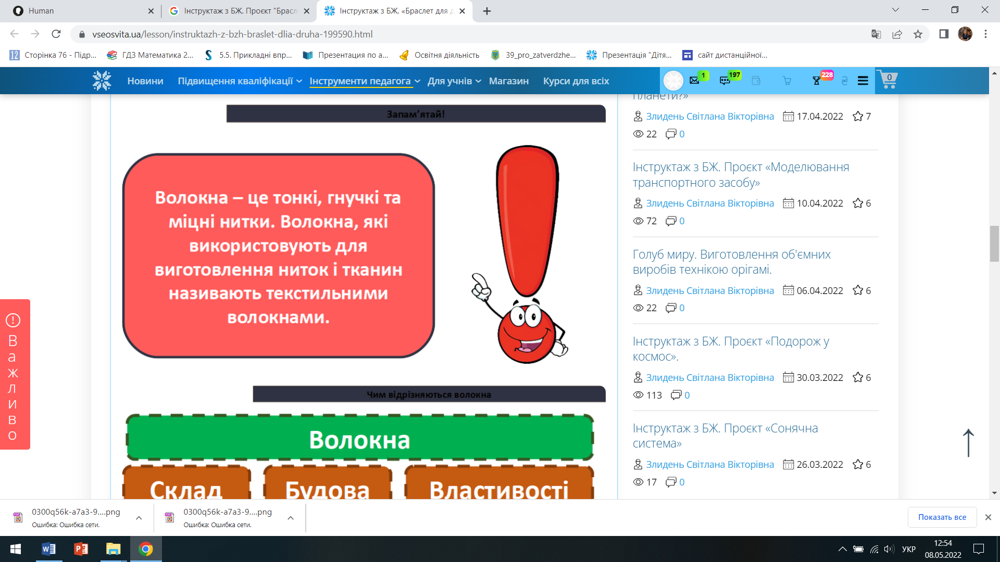 Human
Інструктаж з БЖ. Проєкт "Брасл
Інструктаж з БЖ. «Браслет для д
vseosvita.ua/lesson/instruktazh-z-bzh-braslet-dlia-druha-199590.html
Сторінка 76 - Підр...
ГДЗ Математика 2...
5.5. Прикладні впр...
Презентация по а...
Освітня діяльність
39_pro_zatverdzhe...
Презентація "Дітя...
сайт дистанційної...
Новини
Підвищення кваліфікації
Інструменти педагога
Для учнів
Магазин
Курси для всіх
1
197
228
0
Запам’ятай!
Волокна – це тонкі, гнучкі та
міцні нитки. Волокна, які
використовують для
виготовлення ниток і тканин
називають текстильними
волокнами.
Чим відрізняються волокна
Волокна
Склад
Будова
Властивості
Важливо
планети?»
Злидень Світлана Вікторівна 17.04.2022 7
22 0
Інструктаж з БЖ. Проєкт «Моделювання
транспортного засобу»
Злидень Світлана Вікторівна 10.04.2022 6
72 0
Голуб миру. Виготовлення об'ємних
виробів технікою орігамі.
Злидень Світлана Вікторівна 06.04.2022 6
22 0
Інструктаж з БЖ. Проєкт «Подорож у
космос».
Злидень Світлана Вікторівна 30.03.2022 6
113 0
Інструктаж з БЖ. Проєкт «Сонячна
система»
Злидень Світлана Вікторівна 26.03.2022 6
17 0
0300q56k-a7a3-9....png
Ошибка: Ошибка сети.
0300q56k-a7a3-9....png
Ошибка: Ошибка сети.
Показать все
УКР
12:54
08.05.2022